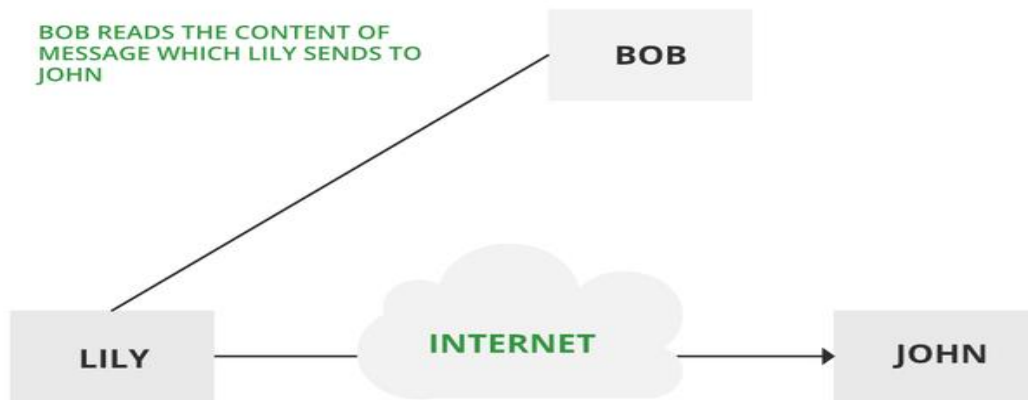 BOB READS THE CONTENT OF
MESSAGE WHICH LILY SENDS TO
JOHN
BOB
INTERNET
LILY
JOHN